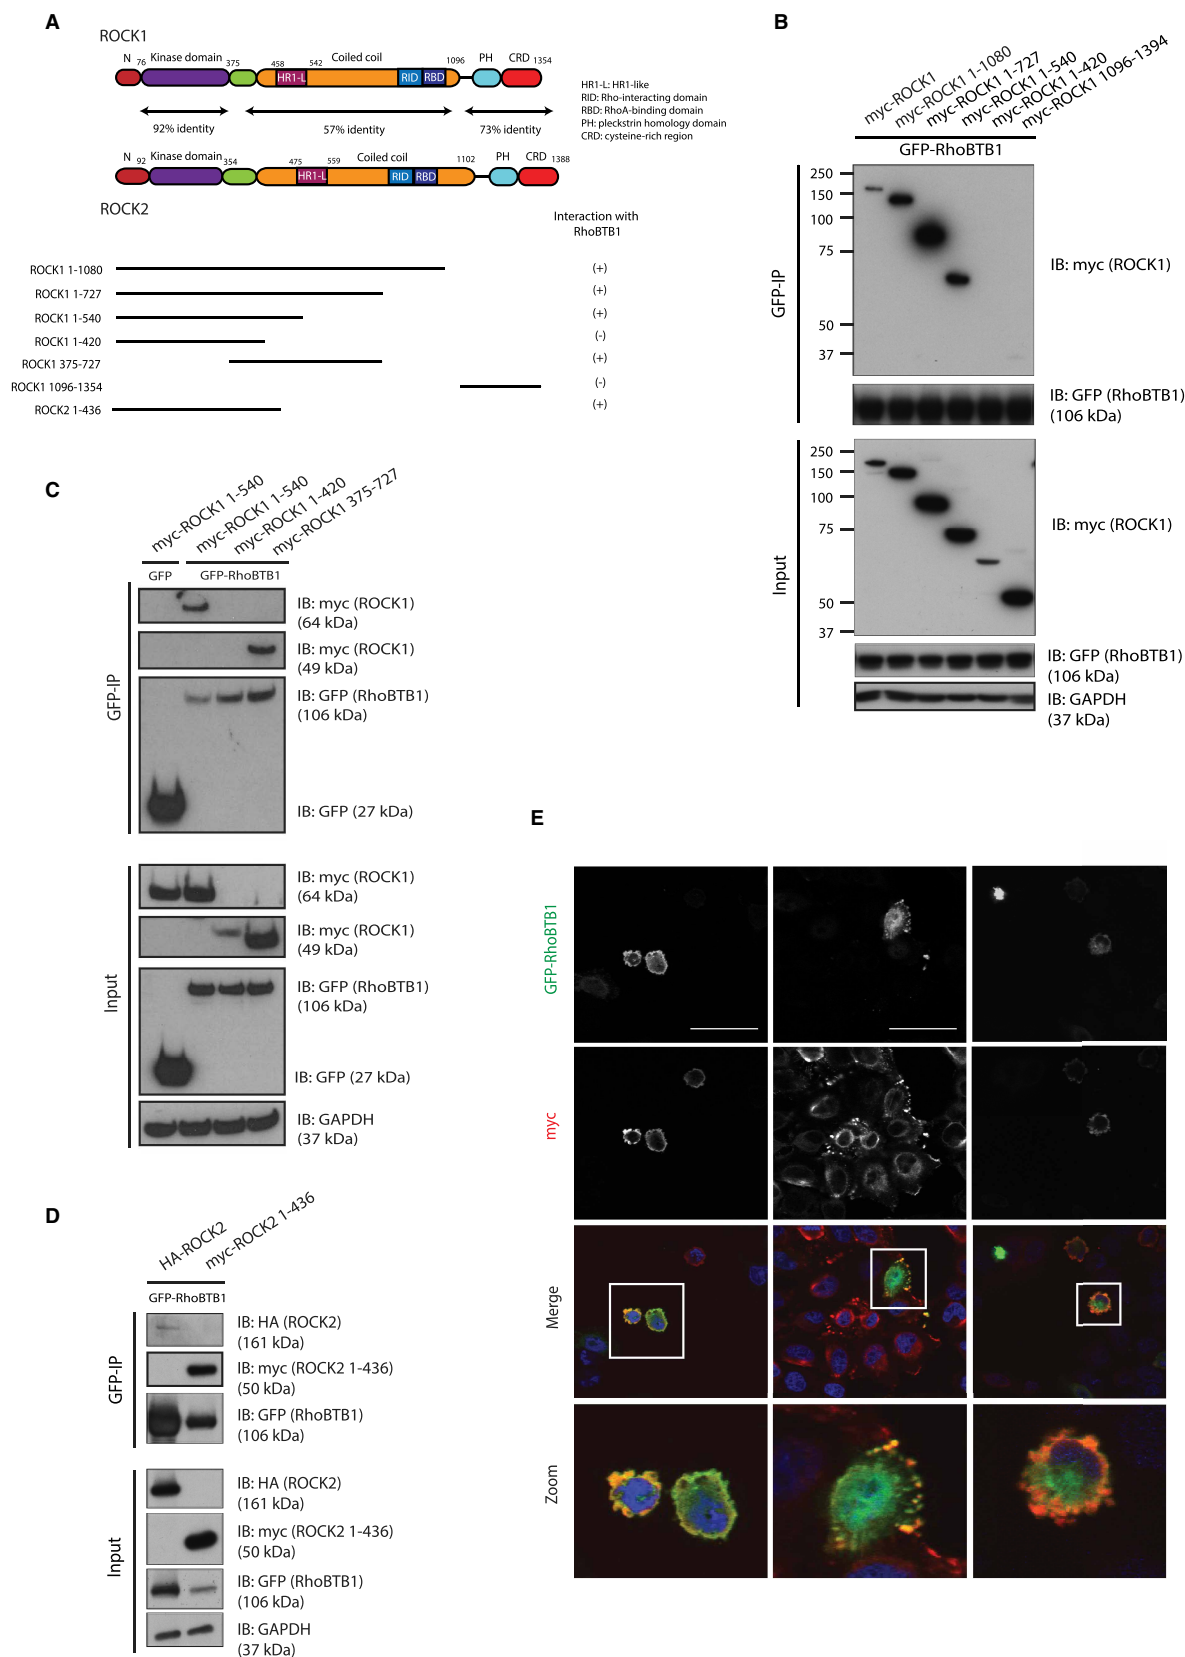 A
ROCK1
N 76 Kinase domain 375 458 542 Coiled coil 1096 PH CRD 1354
HR1-L RID RBD
92% identity 57% identity 73% identity
HR1-L: HR1-like
RID: Rho-interacting domain
RBD: RhoA-binding domain
PH: pleckstrin homology domain
CRD: cysteine-rich region
N 92 Kinase domain 354 475 559 Coiled coil 1102 PH CRD 1388
HR1-L RID RBD
ROCK2
Interaction with
RhoBTB1
ROCK1 1-1080 (+)
ROCK1 1-727 (+)
ROCK1 1-540 (+)
ROCK1 1-420 (-)
ROCK1 375-727 (+)
ROCK1 1096-1354 (-)
ROCK2 1-436 (+)
B
myc-ROCK1
myc-ROCK1 1-1080
myc-ROCK1 1-727
myc-ROCK1 1-540
myc-ROCK1 1-420
myc-ROCK1 1096-1394
GFP-RhoBTB1
GFP-IP
250
150
100
75
50
37
IB: myc (ROCK1)
IB: GFP (RhoBTB1)
(106 kDa)
Input
250
150
100
75
50
37
IB: myc (ROCK1)
IB: GFP (RhoBTB1)
(106 kDa)
IB: GAPDH
(37 kDa)
C
myc-ROCK1 1-540
myc-ROCK1 1-540
myc-ROCK1 1-420
myc-ROCK1 375-727
GFP GFP-RhoBTB1
GFP-IP
IB: myc (ROCK1)
(64 kDa)
IB: myc (ROCK1)
(49 kDa)
IB: GFP (RhoBTB1)
(106 kDa)
IB: GFP (27 kDa)
Input
IB: myc (ROCK1)
(64 kDa)
IB: myc (ROCK1)
(49 kDa)
IB: GFP (RhoBTB1)
(106 kDa)
IB: GFP (27 kDa)
IB: GAPDH
(37 kDa)
D
HA-ROCK2
myc-ROCK2 1-436
GFP-RhoBTB1
GFP-IP
IB: HA (ROCK2)
(161 kDa)
IB: myc (ROCK2 1-436)
(50 kDa)
IB: GFP (RhoBTB1)
(106 kDa)
Input
IB: HA (ROCK2)
(161 kDa)
IB: myc (ROCK2 1-436)
(50 kDa)
IB: GFP (RhoBTB1)
(106 kDa)
IB: GAPDH
(37 kDa)
E
GFP-RhoBTB1
myc
Merge
Zoom